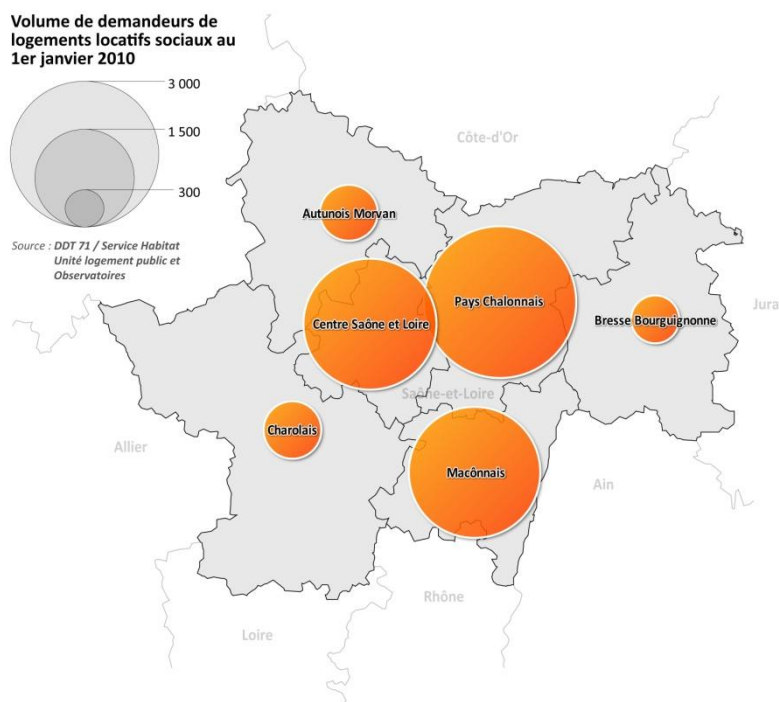 Volume de demandeurs de
logements locatifs sociaux au
1er janvier 2010
3 000
1 500
300
Source : DDT 71 / Service Habitat
Unité logement public et
Observatoires
Côte-d'Or
Autunois Morvan
Pays Chalonnais
Centre Saône et Loire
Bresse Bourguignonne
Jura
Saône-et-Loire
Charolais
Allier
Mâconnais
Ain
Rhône
Loire